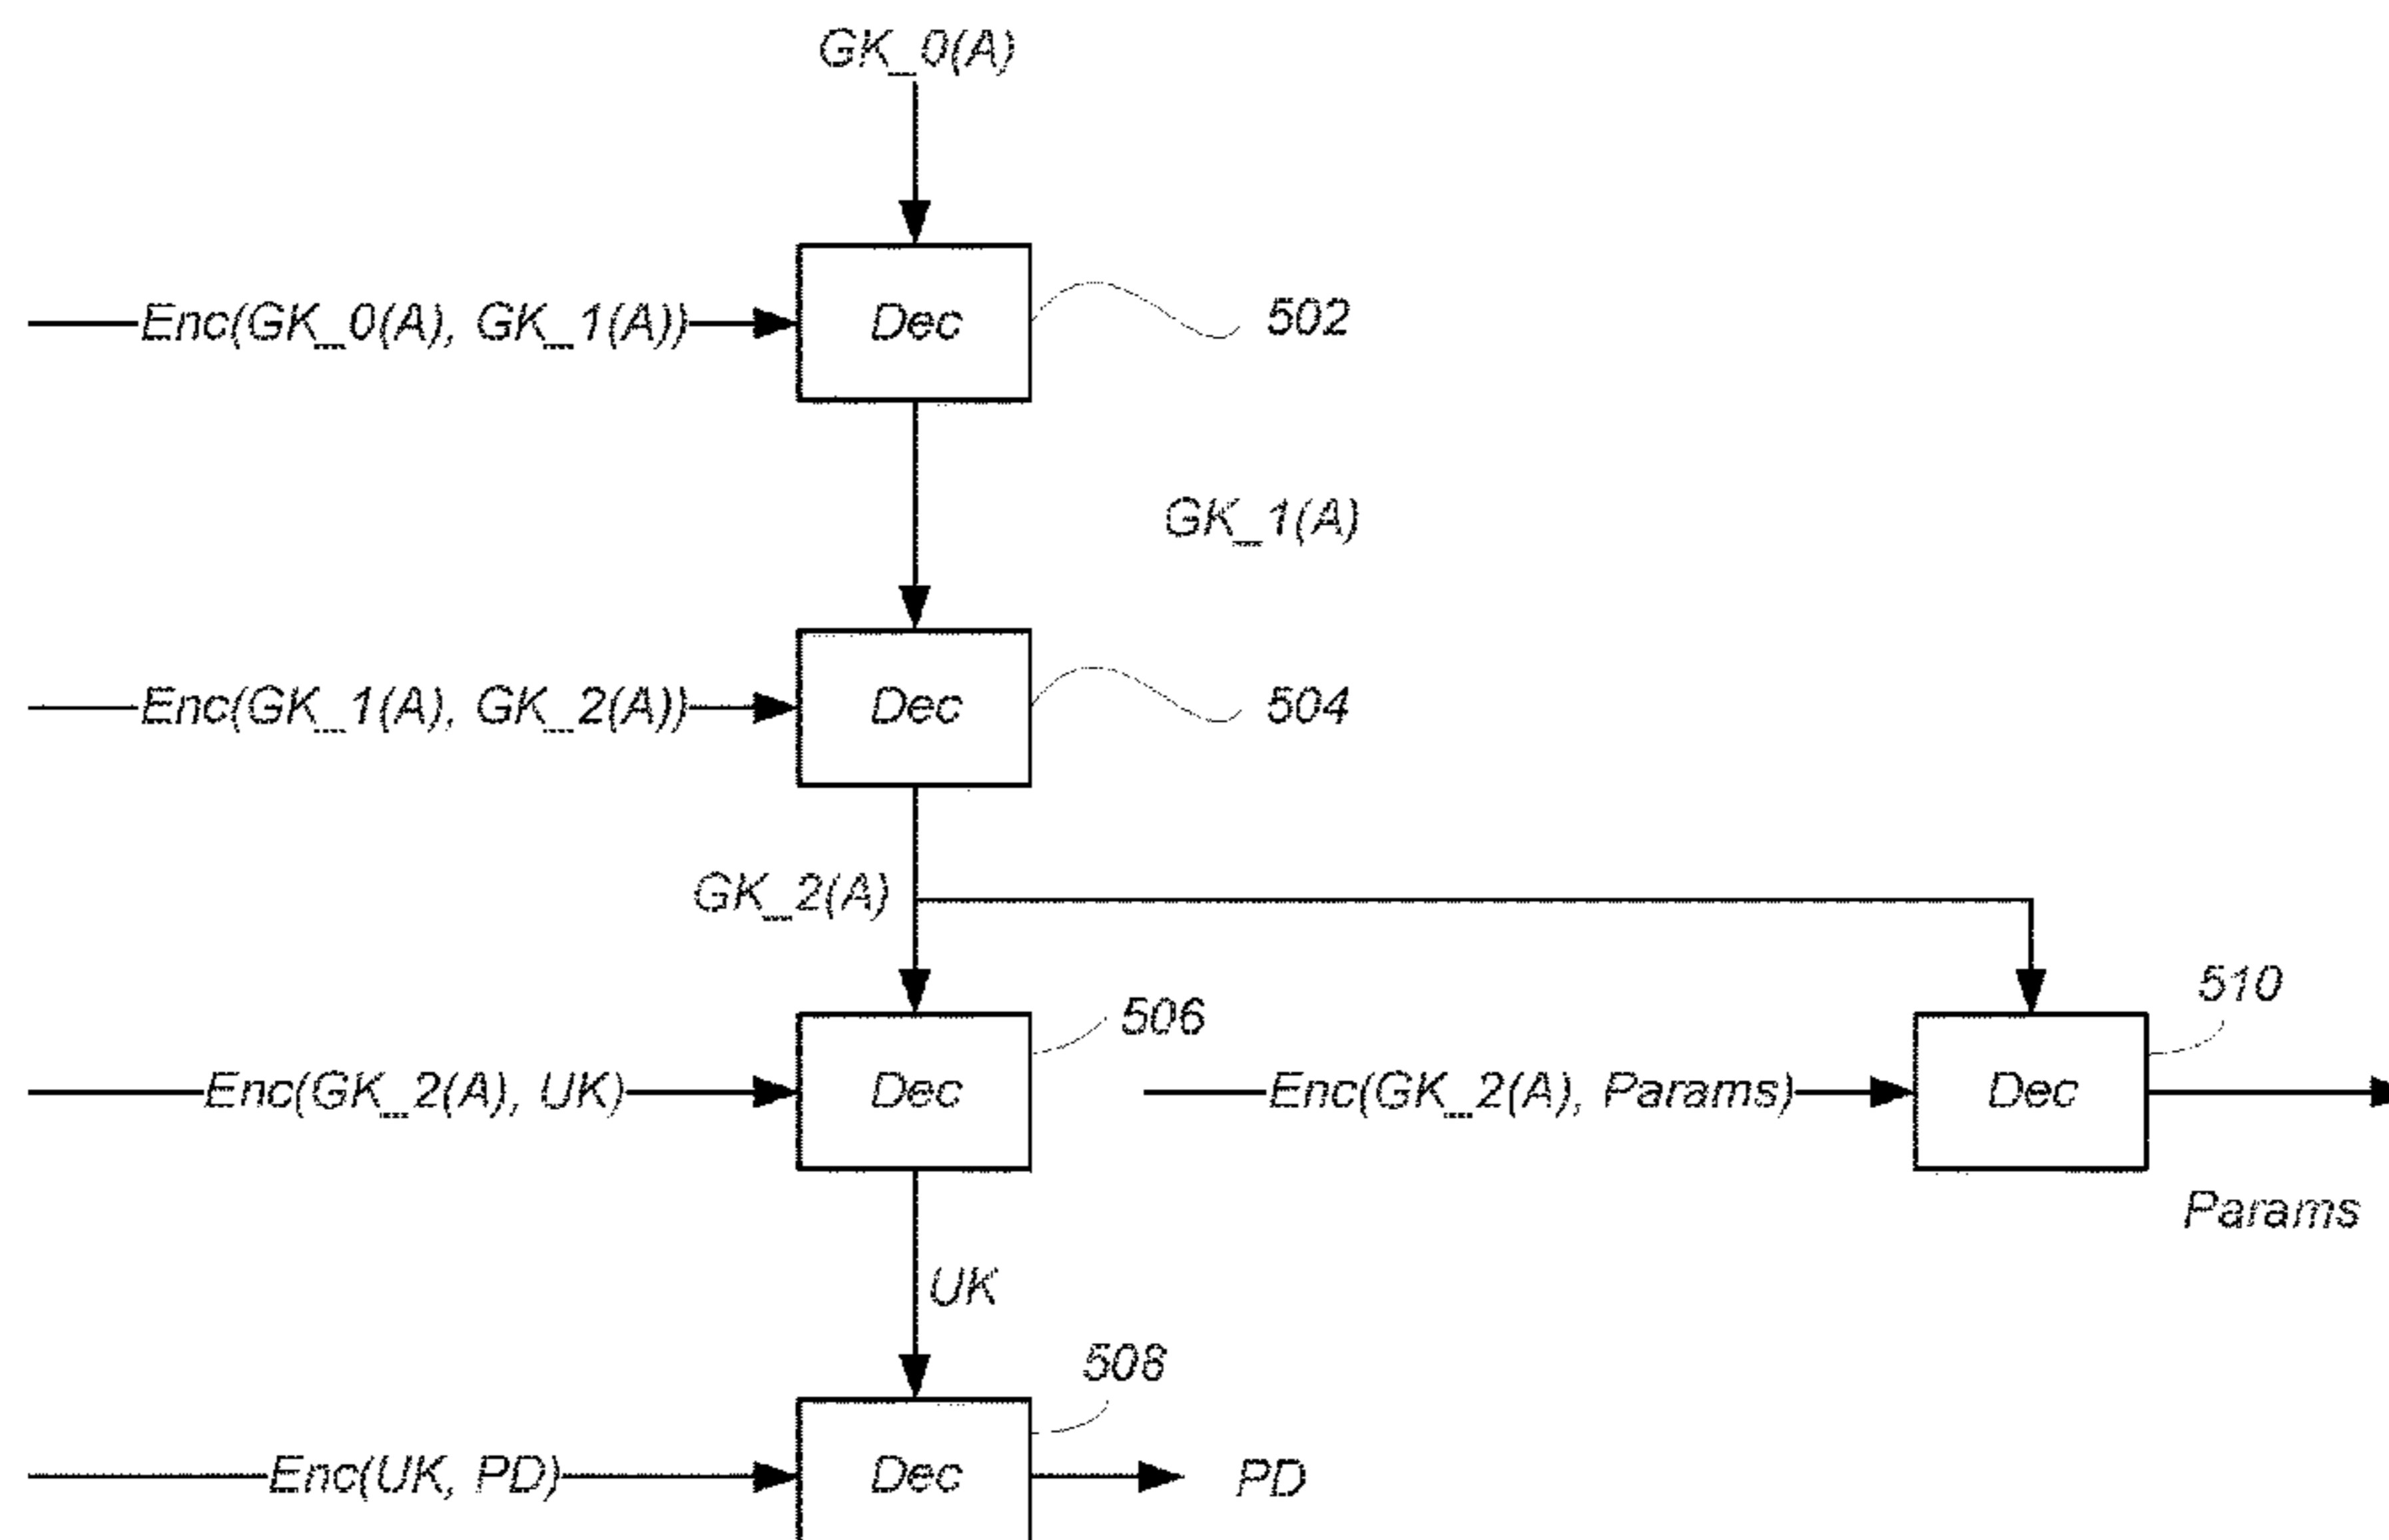 GK_0(A)
Enc(GK_0(A), GK_1(A))
Dec
502
GK_1(A)
Enc(GK_1(A), GK_2(A))
Dec
504
GK_2(A)
510
506
Enc(GK_2(A), UK)
Dec
Enc(GK_2(A), Params)
Dec
Params
UK
508
Enc(UK, PD)
Dec
PD